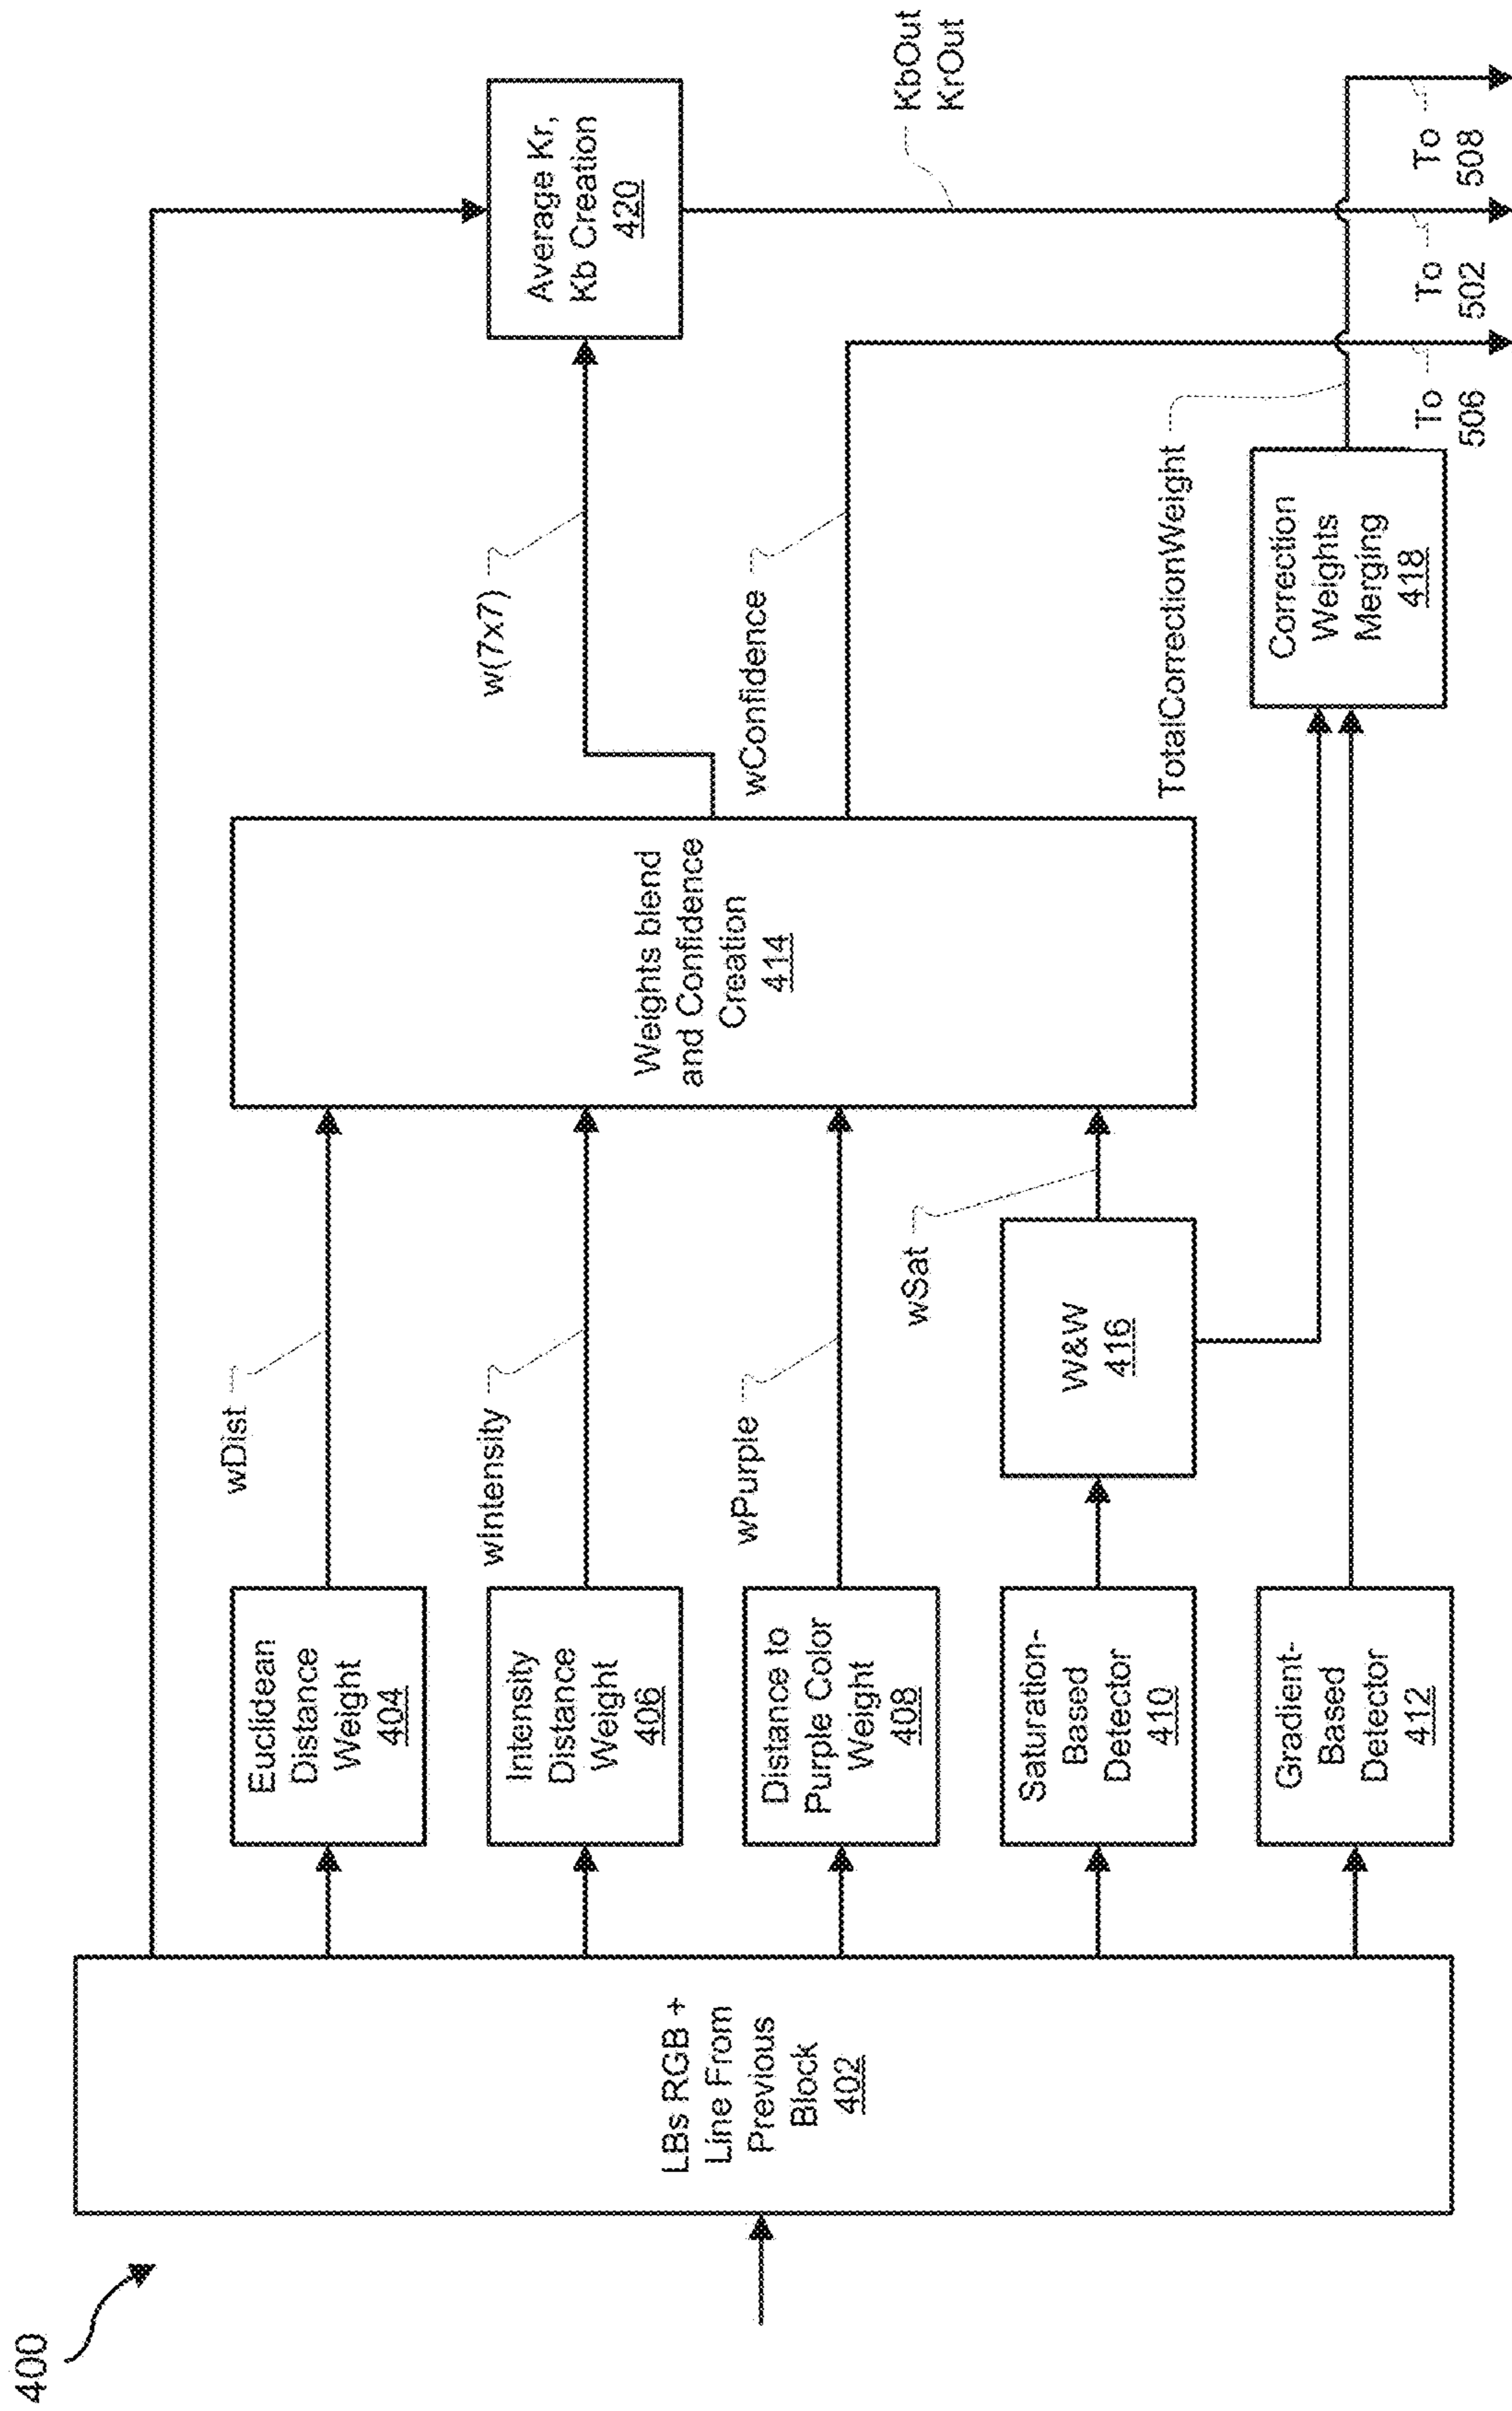 400
LBs RGB +
Line From
Previous
Block
402
Euclidean
Distance
Weight
404
Intensity
Distance
Weight
406
Distance to
Purple Color
Weight
408
Saturation-
Based
Detector
410
Gradient-
Based
Detector
412
wDist
wIntensity
wPurple
W&W
416
wSat
Weights blend
and Confidence
Creation
414
w(7x7)
wConfidence
TotalCorrectionWeight
Correction
Weights
Merging
418
Average Kr,
Kb Creation
420
KbOut
KrOut
To
506
To
502
To
508